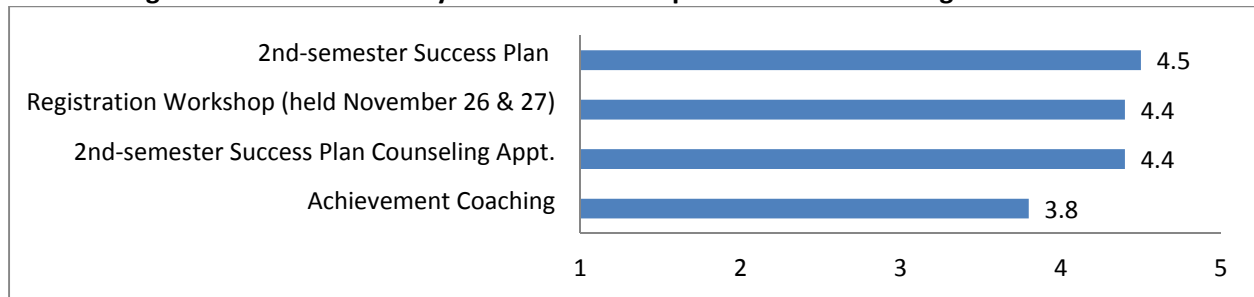 2nd-semester Success Plan 4.5
Registration Workshop (held November 26 & 27) 4.4
2nd-semester Success Plan Counseling Appt. 4.4
Achievement Coaching 3.8
1 2 3 4 5